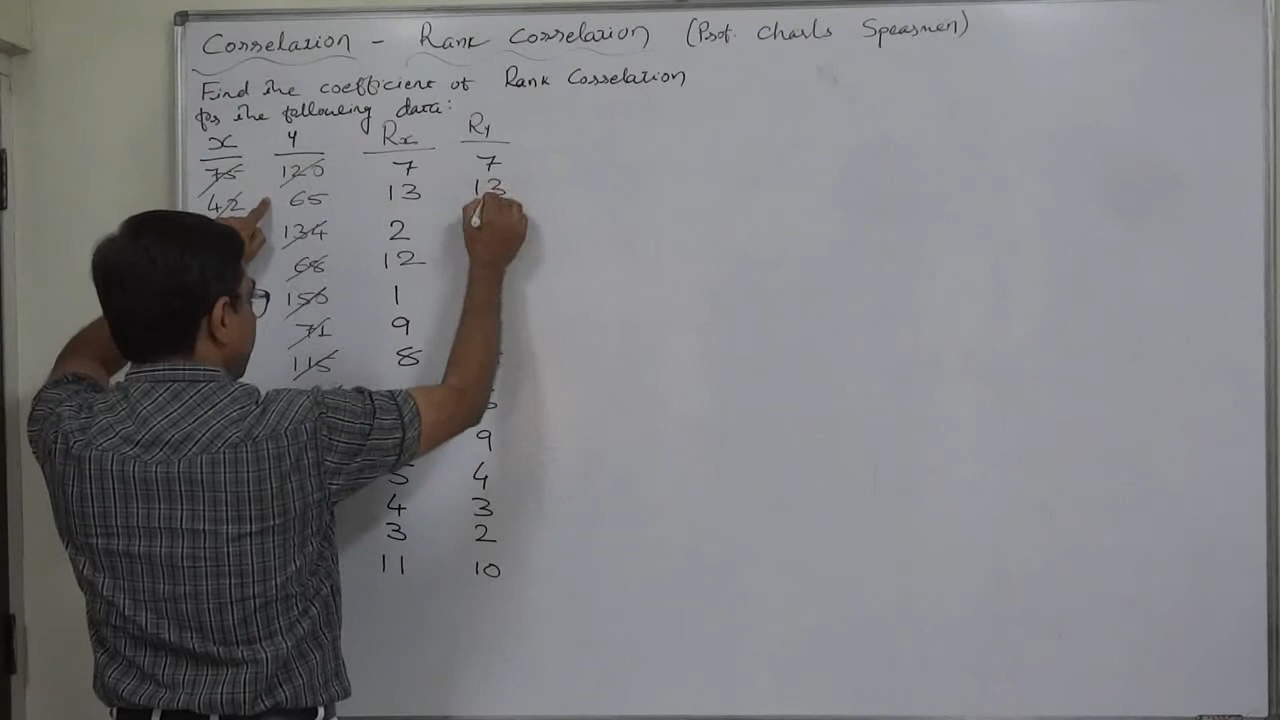 Correlation - Rank Correlation (Prof. Charls Spearmen)
Find the coefficient of Rank Correlation
for the following data:
x y Rx Ry
75 120 7 7
42 65 13 13
134 2
68 12
150 1
71 9
115 8
9
5 4
4 3
3 2
11 10